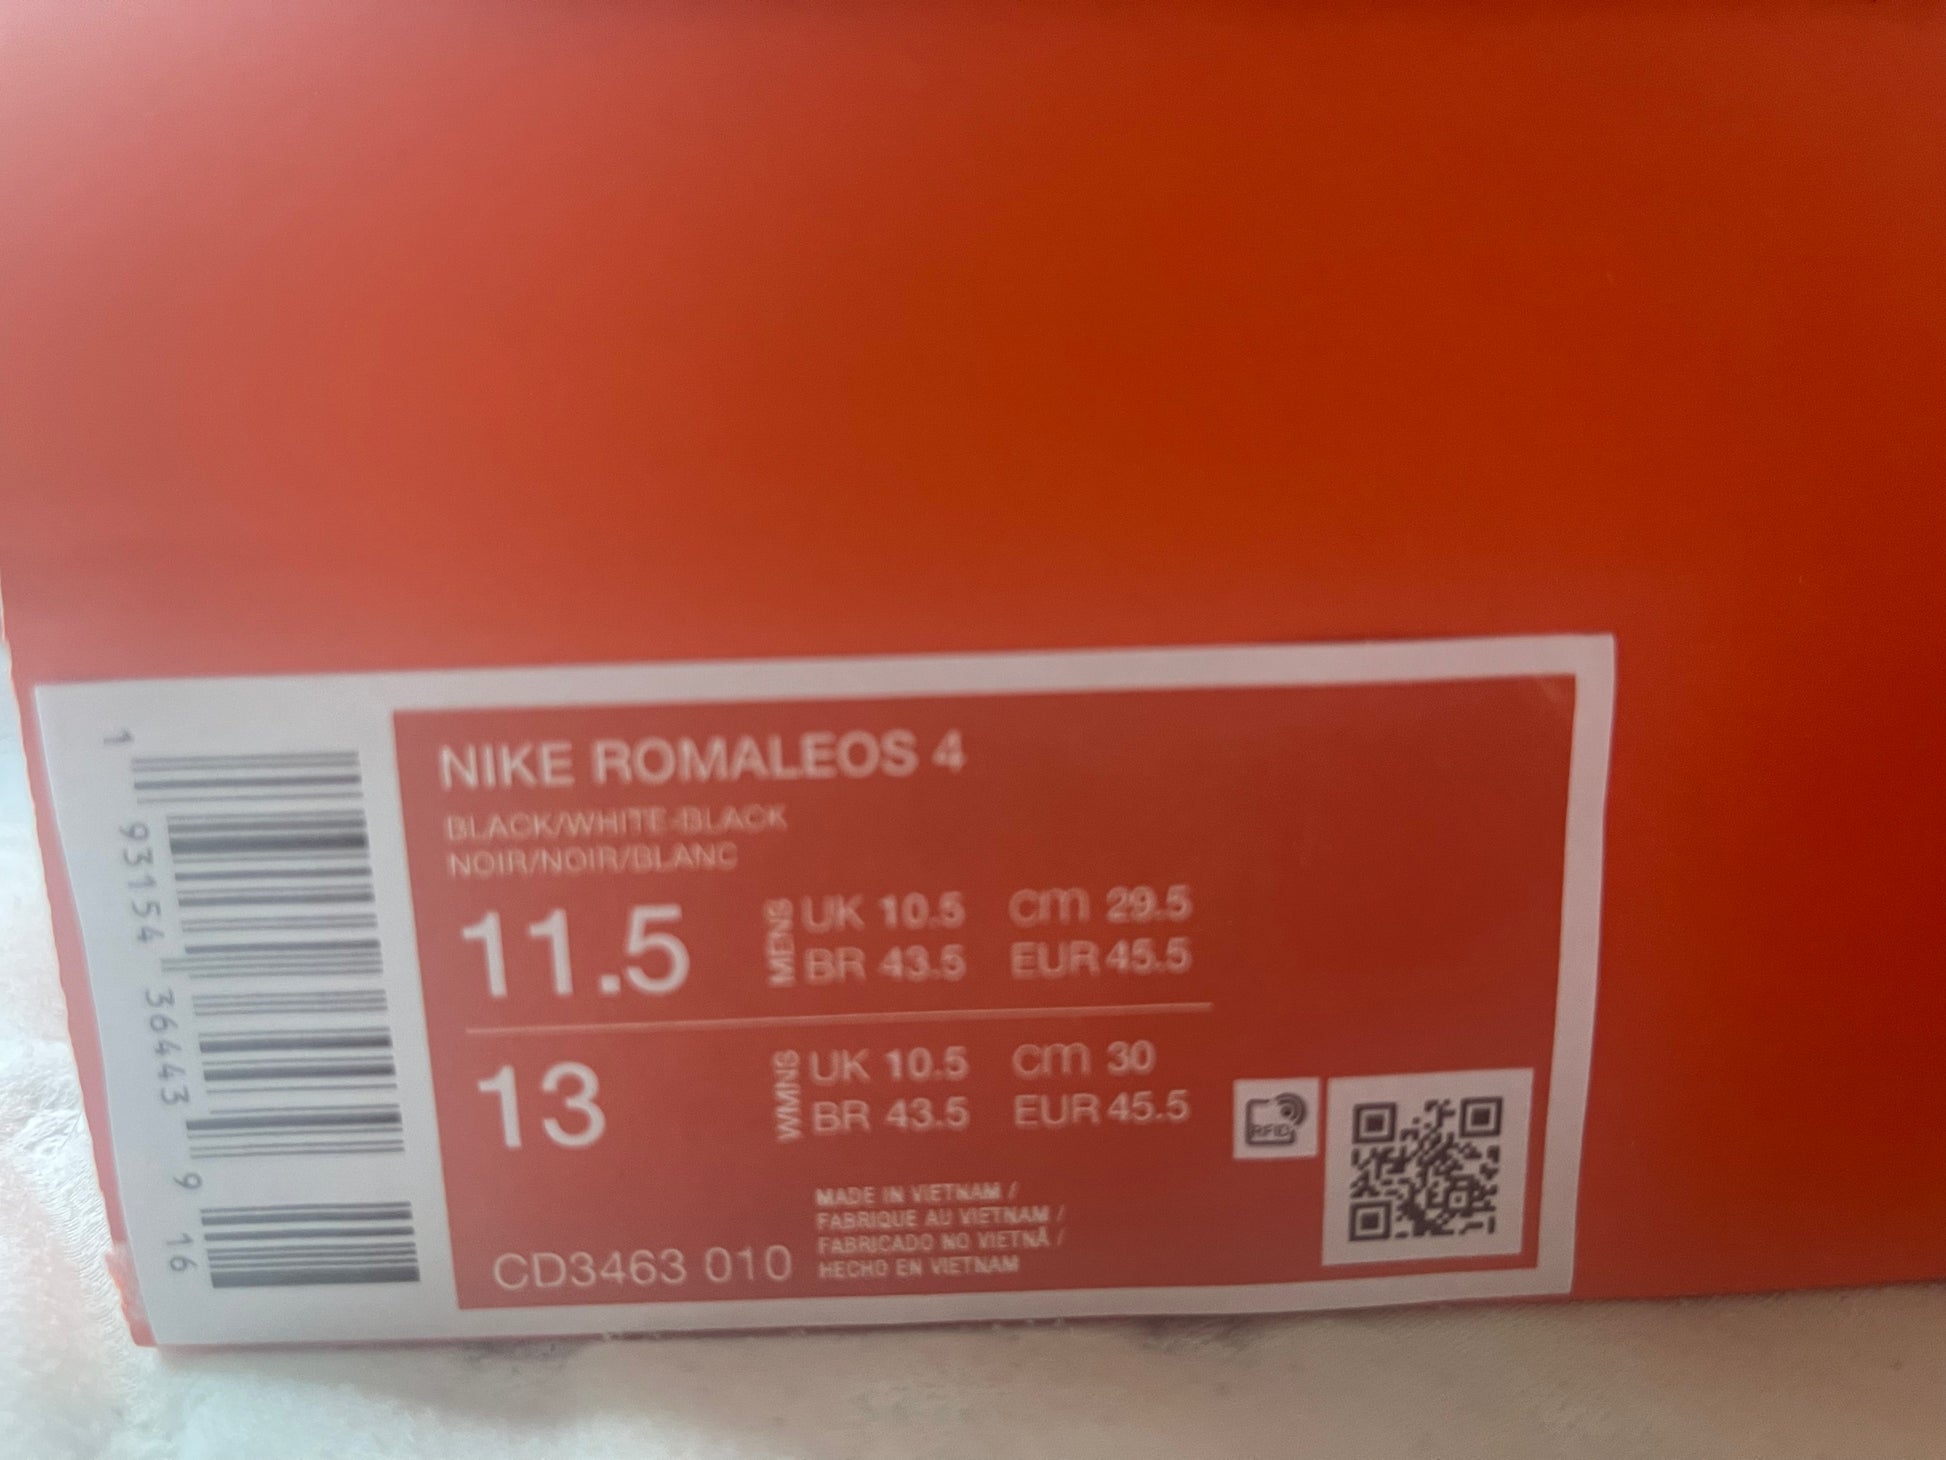 1 93154 36443 9 16
NIKE ROMALEOS 4
BLACK/WHITE-BLACK
NOIR/NOIR/BLANC
11.5 MENS UK 10.5 cm 29.5
BR 43.5 EUR 45.5
13 WMNS UK 10.5 cm 30
BR 43.5 EUR 45.5
RFID
MADE IN VIETNAM /
FABRIQUE AU VIETNAM /
FABRICADO NO VIETNÃ /
HECHO EN VIETNAM
CD3463 010